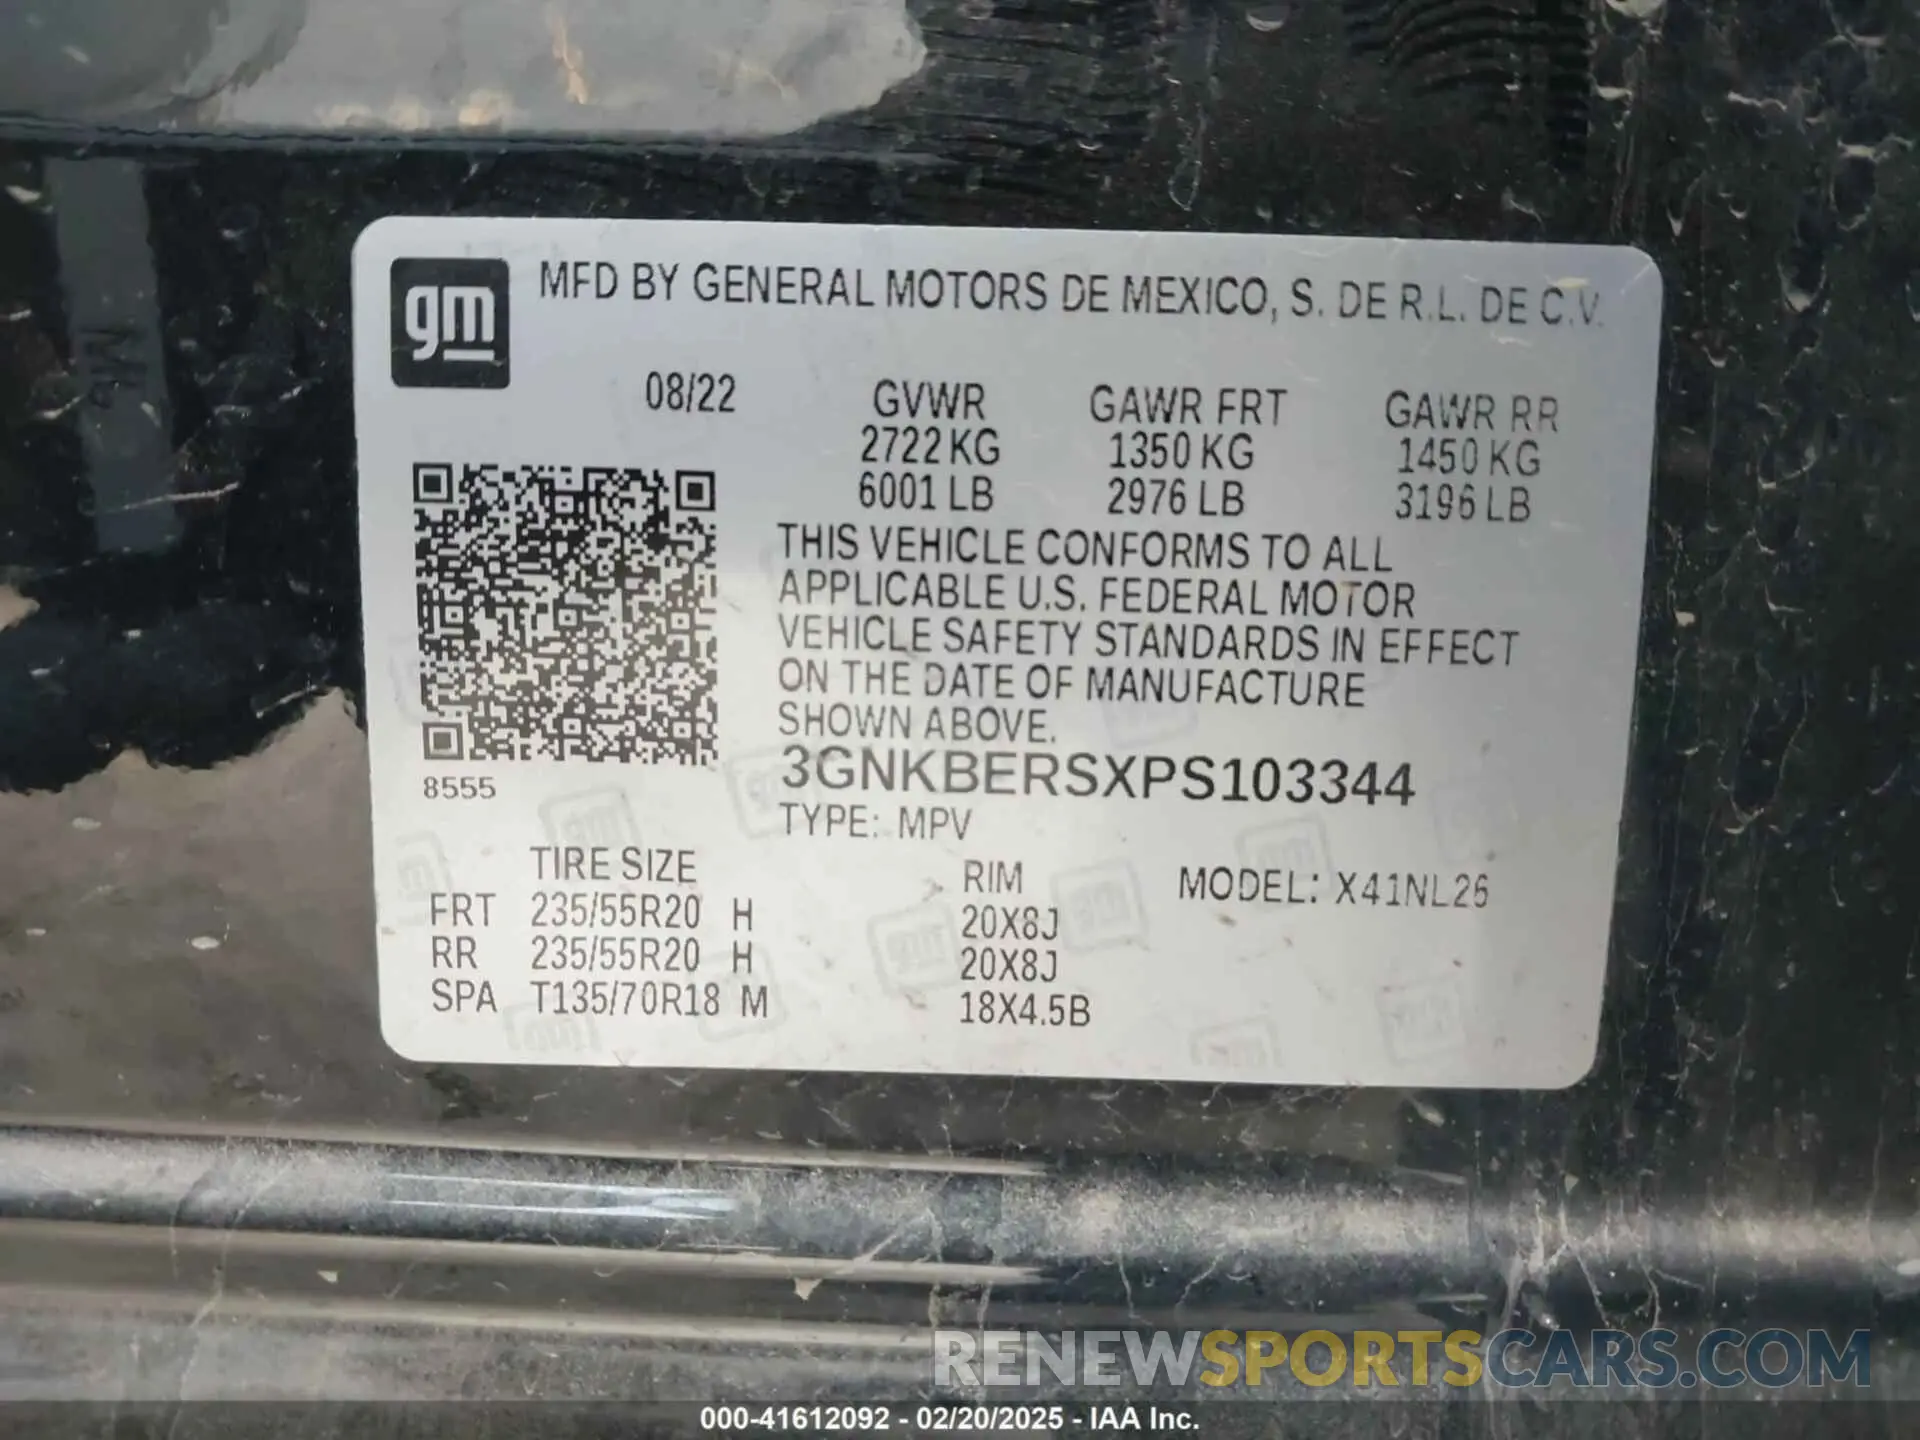 gm
MFD BY GENERAL MOTORS DE MEXICO, S. DE R.L. DE C.V.
08/22
GVWR GAWR FRT GAWR RR
2722 KG 1350 KG 1450 KG
6001 LB 2976 LB 3196 LB
THIS VEHICLE CONFORMS TO ALL
APPLICABLE U.S. FEDERAL MOTOR
VEHICLE SAFETY STANDARDS IN EFFECT
ON THE DATE OF MANUFACTURE
SHOWN ABOVE.
3GNKBERSXPS103344
8555
TYPE: MPV
TIRE SIZE RIM MODEL: X41NL26
FRT 235/55R20 H 20X8J
RR 235/55R20 H 20X8J
SPA T135/70R18 M 18X4.5B
RENEWSPORTSCARS.COM
000-41612092 - 02/20/2025 - IAA Inc.